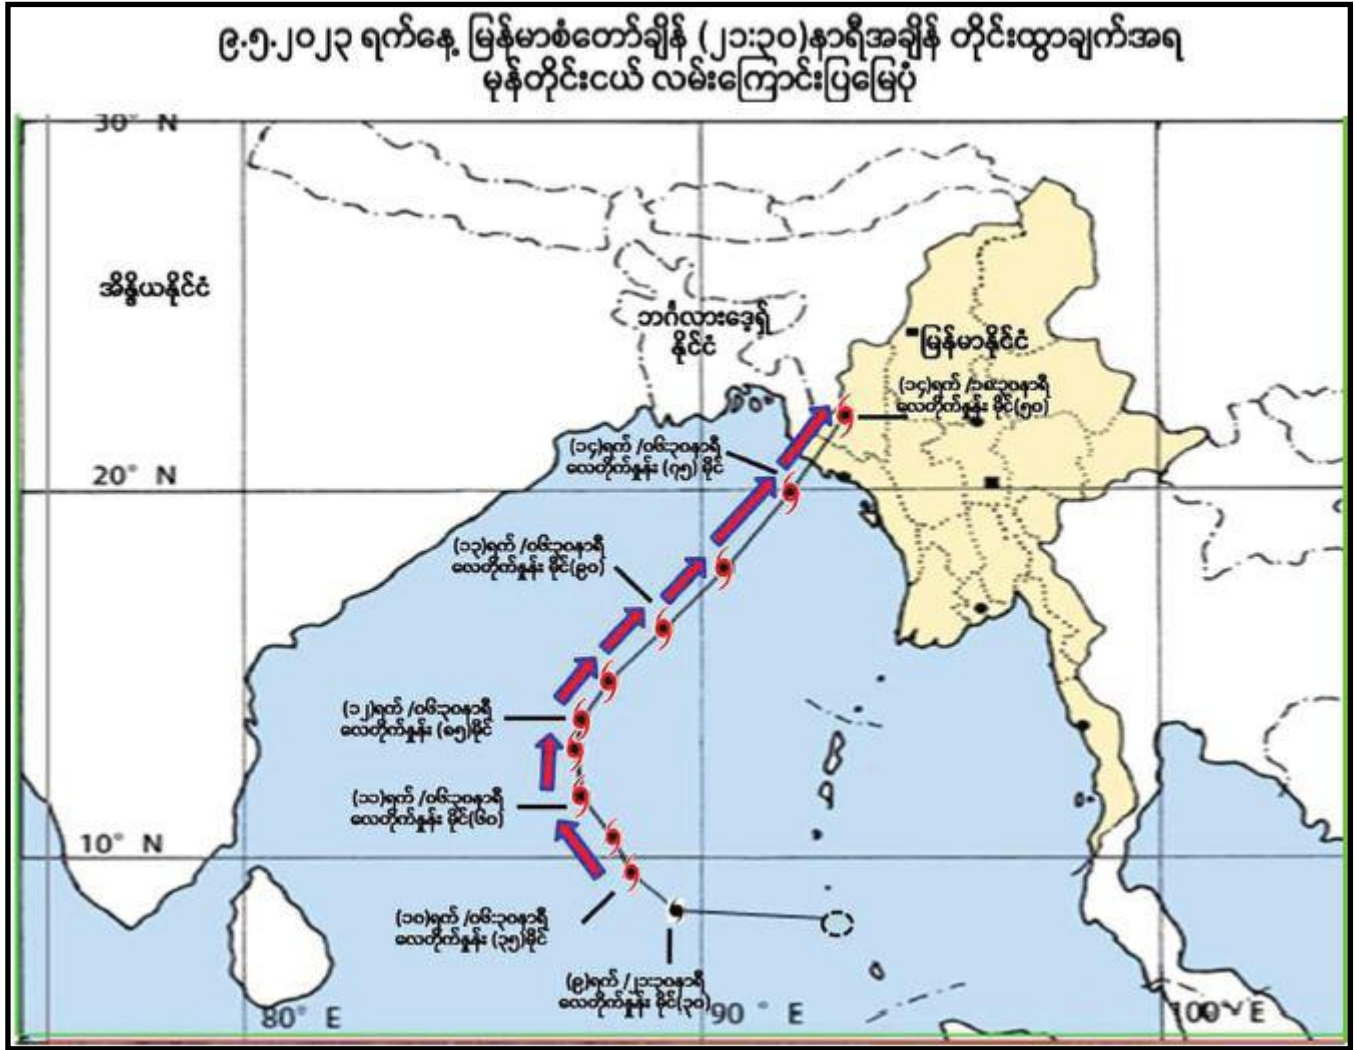 ၉.၅.၂၀၂၃ ရက်နေ့ မြန်မာစံတော်ချိန် (၂၁:၃၀)နာရီအချိန် တိုင်းထွာချက်အရ
မုန်တိုင်းငယ် လမ်းကြောင်းပြမြေပုံ
30° N
အိန္ဒိယနိုင်ငံ
ဘင်္ဂလားဒေ့ရှ်
နိုင်ငံ
မြန်မာနိုင်ငံ
(၁၄)ရက် /၁၈:၃၀နာရီ
လေတိုက်နှုန်း မိုင်(၅၀)
(၁၄)ရက် /၀၆:၃၀နာရီ
လေတိုက်နှုန်း (၇၅) မိုင်
20° N
(၁၃)ရက် /၀၆:၃၀နာရီ
လေတိုက်နှုန်း မိုင်(၉၀)
(၁၂)ရက် /၀၆:၃၀နာရီ
လေတိုက်နှုန်း (၈၅)မိုင်
(၁၁)ရက် /၀၆:၃၀နာရီ
လေတိုက်နှုန်း မိုင်(၆၀)
10° N
(၁၀)ရက် /၀၆:၃၀နာရီ
လေတိုက်နှုန်း (၃၅)မိုင်
(၉)ရက် /၂၁:၃၀နာရီ
လေတိုက်နှုန်း မိုင်(၃၀)
80° E
90° E
100° E